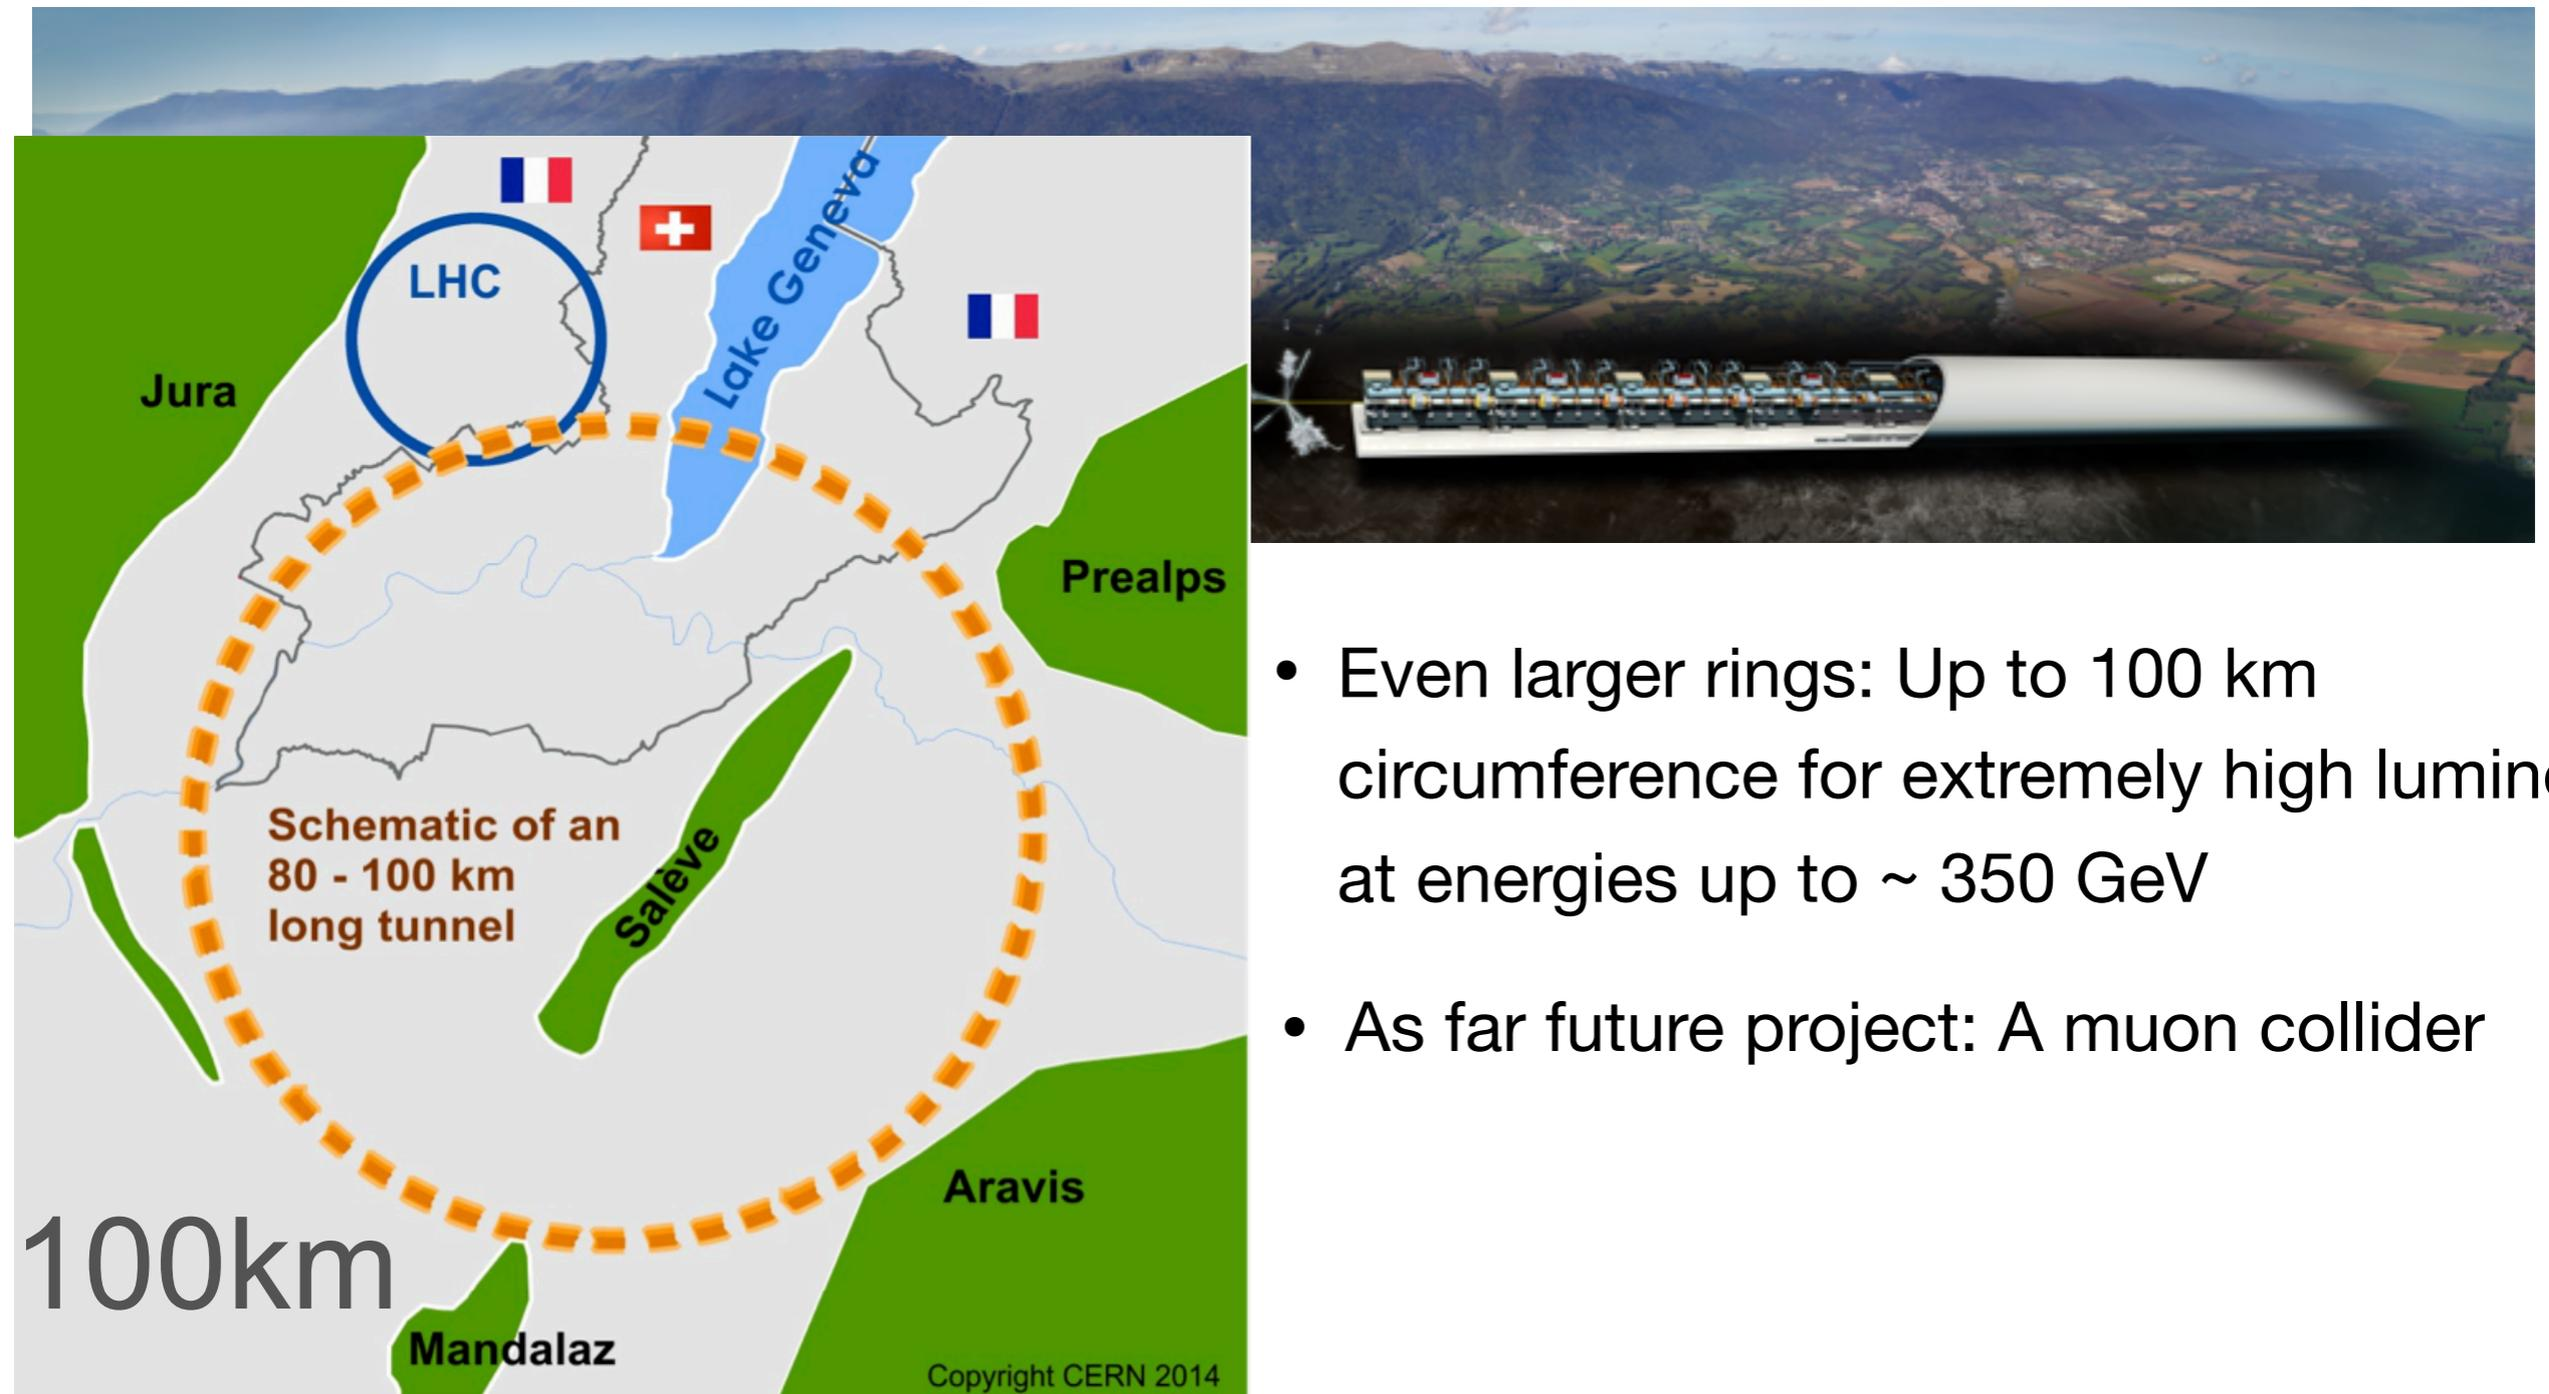 LHC
Lake Geneva
Jura
Prealps
Schematic of an
80 - 100 km
long tunnel
Salève
Aravis
100km
Mandalaz
Copyright CERN 2014
• Even larger rings: Up to 100 km
circumference for extremely high
at energies up to ~ 350 GeV
• As far future project: A muon collider